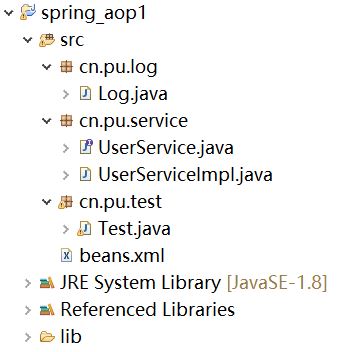 spring_aop1
src
cn.pu.log
Log.java
cn.pu.service
UserService.java
UserServiceImpl.java
cn.pu.test
Test.java
beans.xml
JRE System Library [JavaSE-1.8]
Referenced Libraries
lib